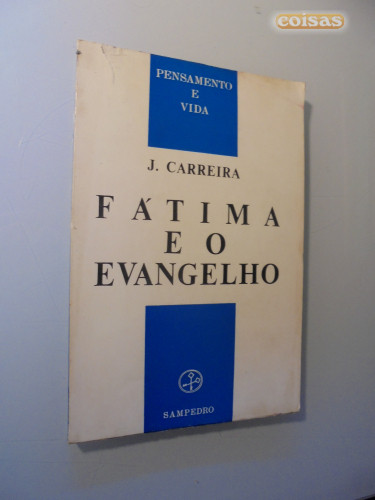 coisas
PENSAMENTO
E
VIDA
J. CARREIRA
FÁTIMA
E O
EVANGELHO
SAMPEDRO